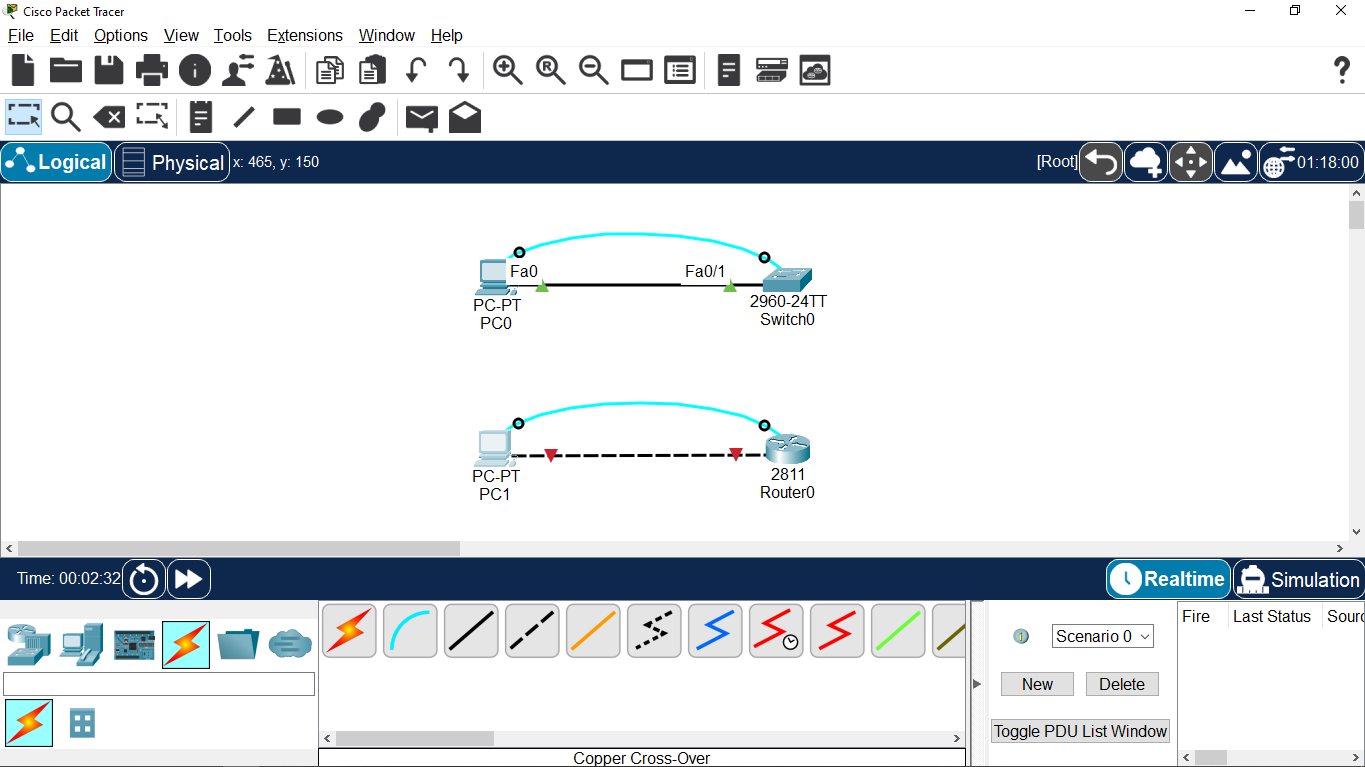 Cisco Packet Tracer
File Edit Options View Tools Extensions Window Help
Logical Physical x: 465, y: 150 [Root] 01:18:00
Fa0 Fa0/1
PC-PT 2960-24TT
PC0 Switch0
PC-PT 2811
PC1 Router0
Time: 00:02:32 Realtime Simulation
Fire Last Status Sourc
Scenario 0
New Delete
Toggle PDU List Window
Copper Cross-Over